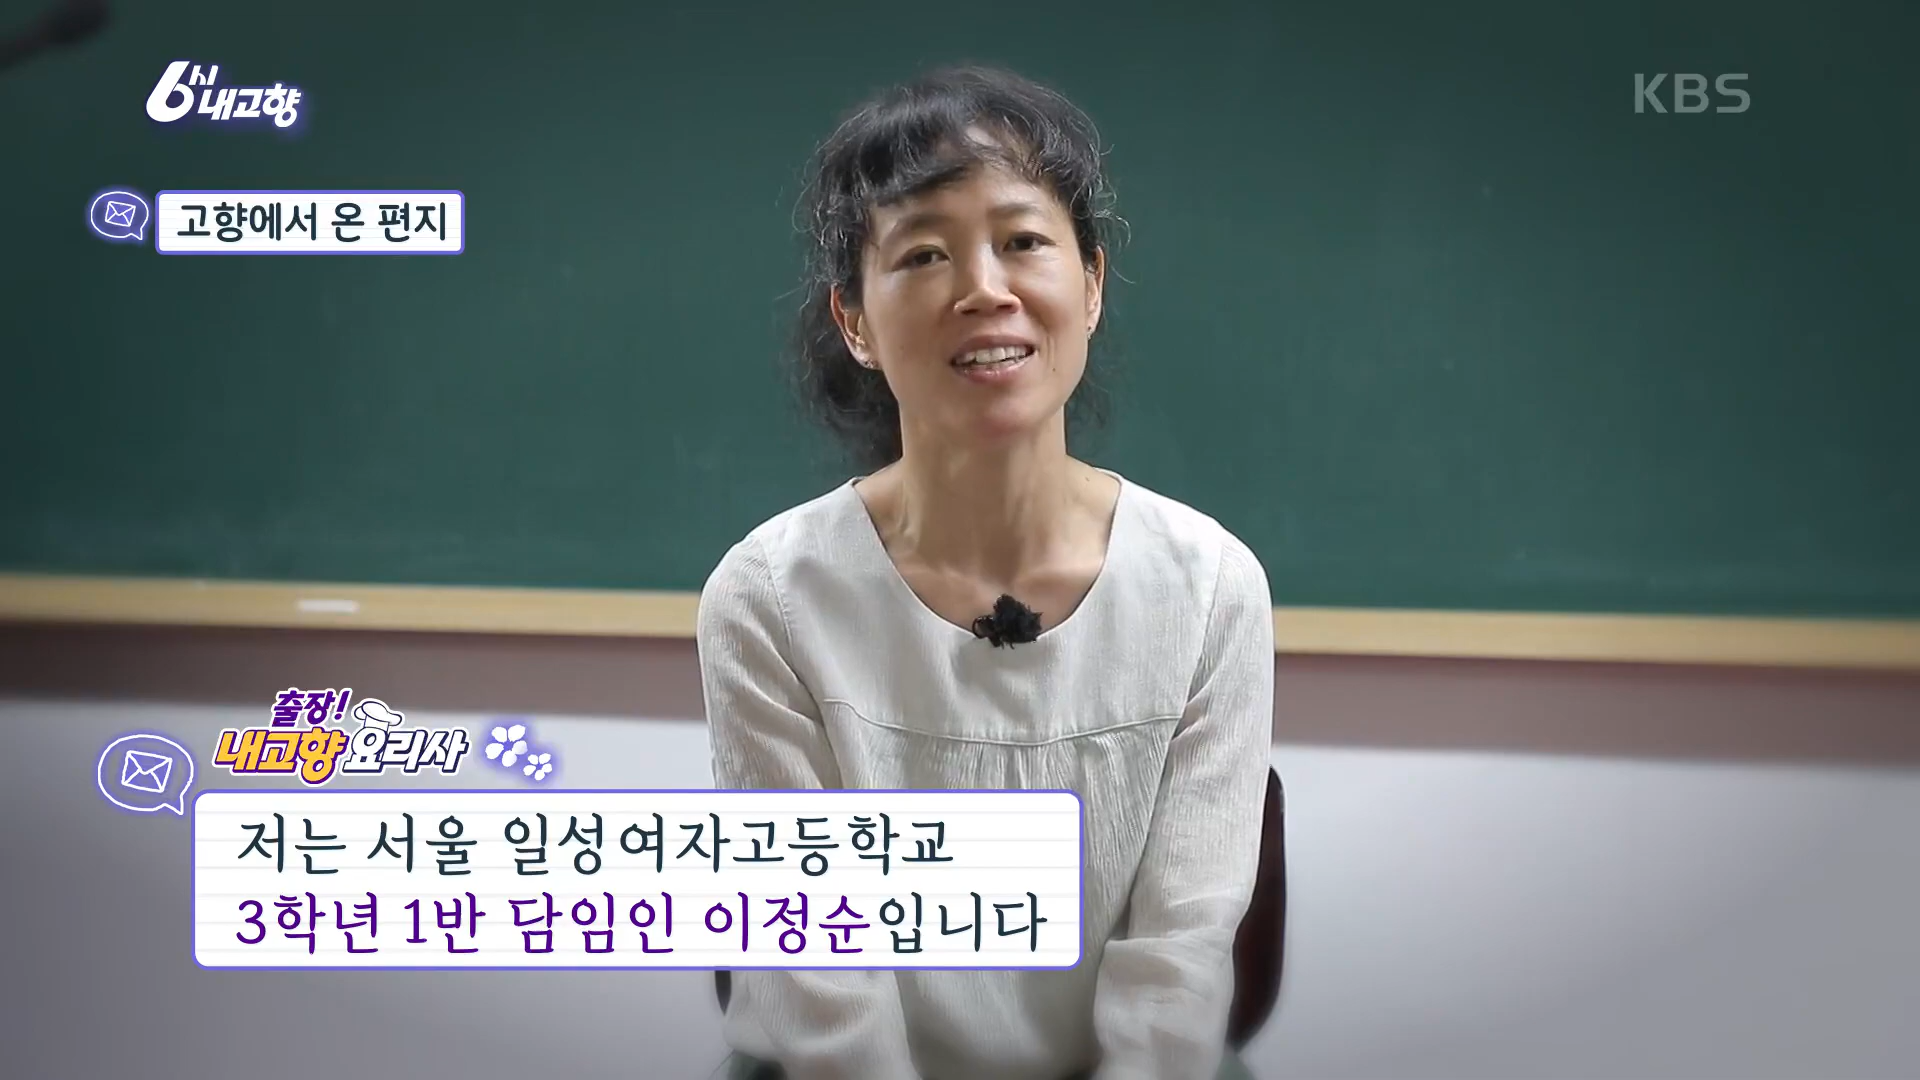 6시
내고향
KBS
고향에서 온 편지
출장!
내고향 요리사
저는 서울 일성여자고등학교
3학년 1반 담임인 이정순입니다